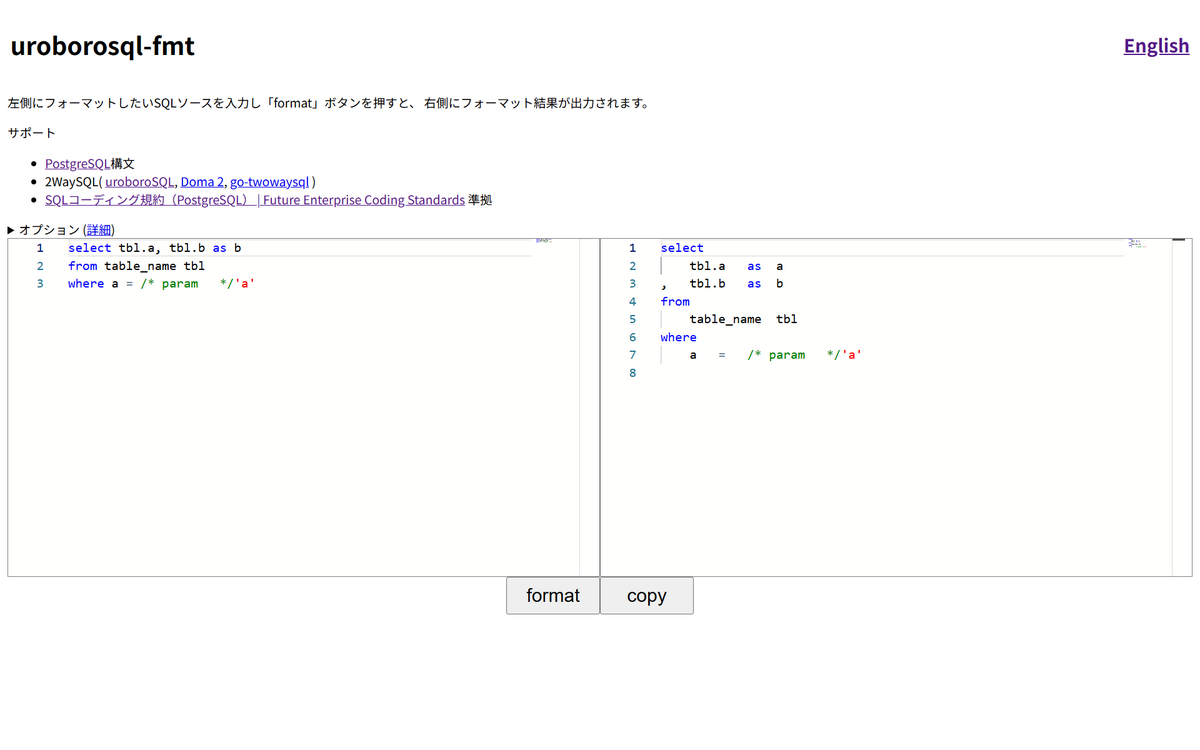 uroborosql-fmt
English
左側にフォーマットしたいSQLソースを入力し「format」ボタンを押すと、 右側にフォーマット結果が出力されます。
サポート
PostgreSQL構文
2WaySQL( uroboroSQL, Doma 2, go-twowaysql )
SQLコーディング規約（PostgreSQL） | Future Enterprise Coding Standards 準拠
▶ オプション (詳細)
1 select tbl.a, tbl.b as b
2 from table_name tbl
3 where a = /* param   */'a'
1 select
2     tbl.a   as  a
3 ,   tbl.b   as  b
4 from
5     table_name  tbl
6 where
7     a   =   /* param   */'a'
8
format
copy